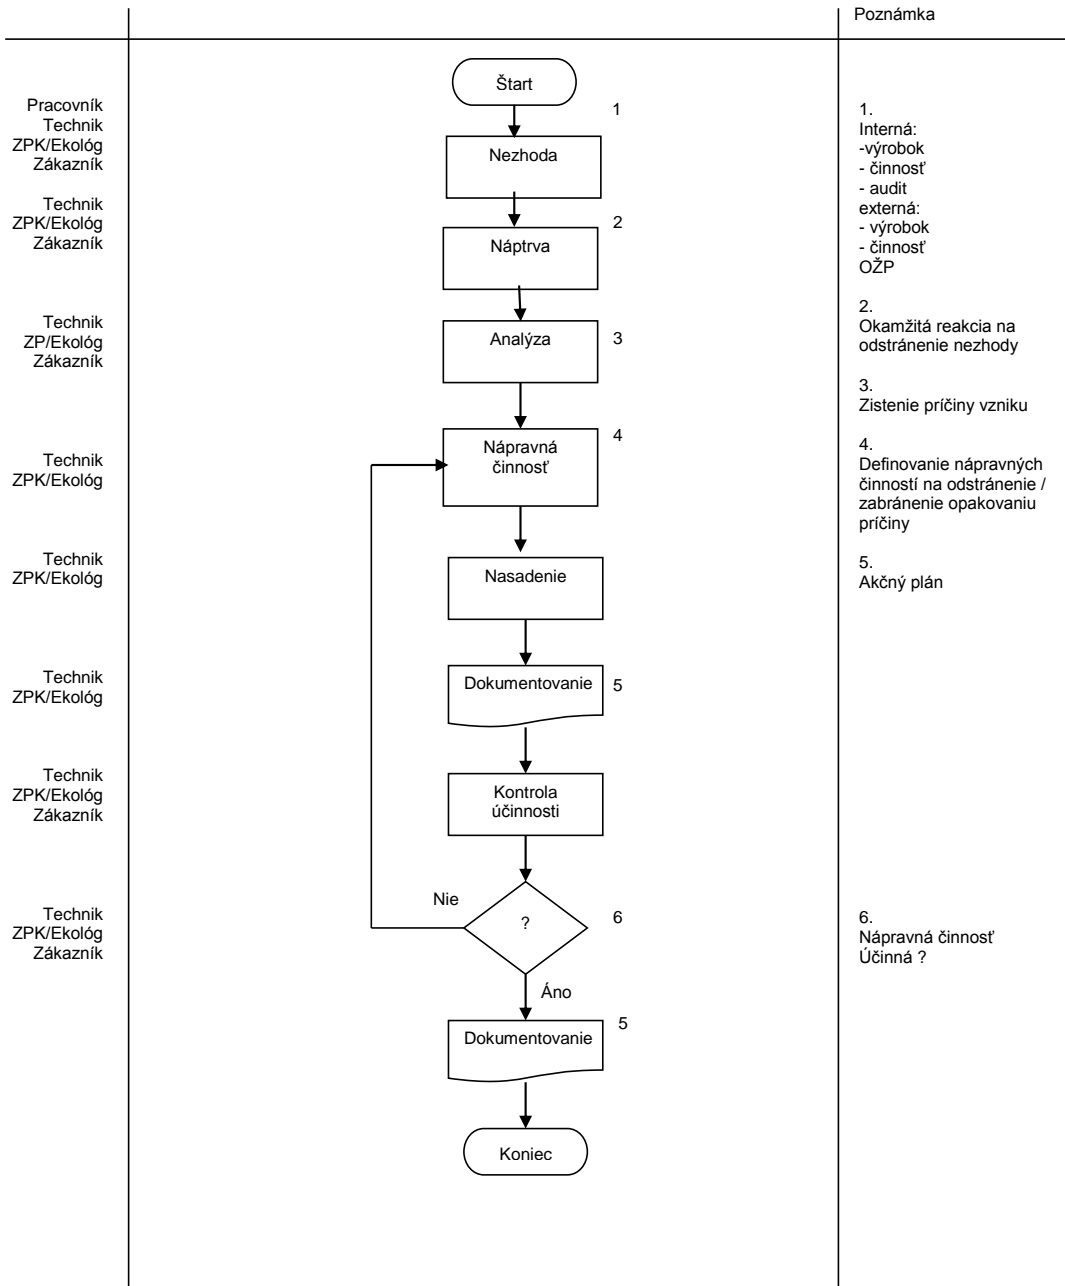 Poznámka
Štart
Pracovník
Technik
ZPK/Ekológ
Zákazník
1
Nezhoda
1.
Interná:
-výrobok
- činnosť
- audit
externá:
- výrobok
- činnosť
OŽP
Technik
ZPK/Ekológ
Zákazník
2
Náptrva
2.
Okamžitá reakcia na
odstránenie nezhody
Technik
ZP/Ekológ
Zákazník
Analýza
3
3.
Zistenie príčiny vzniku
Technik
ZPK/Ekológ
Nápravná
činnosť
4
4.
Definovanie nápravných
činností na odstránenie /
zabránenie opakovaniu
príčiny
Technik
ZPK/Ekológ
Nasadenie
5.
Akčný plán
Technik
ZPK/Ekológ
Dokumentovanie
5
Technik
ZPK/Ekológ
Zákazník
Kontrola
účinnosti
Technik
ZPK/Ekológ
Zákazník
Nie
?
6
6.
Nápravná činnosť
Účinná ?
Áno
Dokumentovanie
5
Koniec